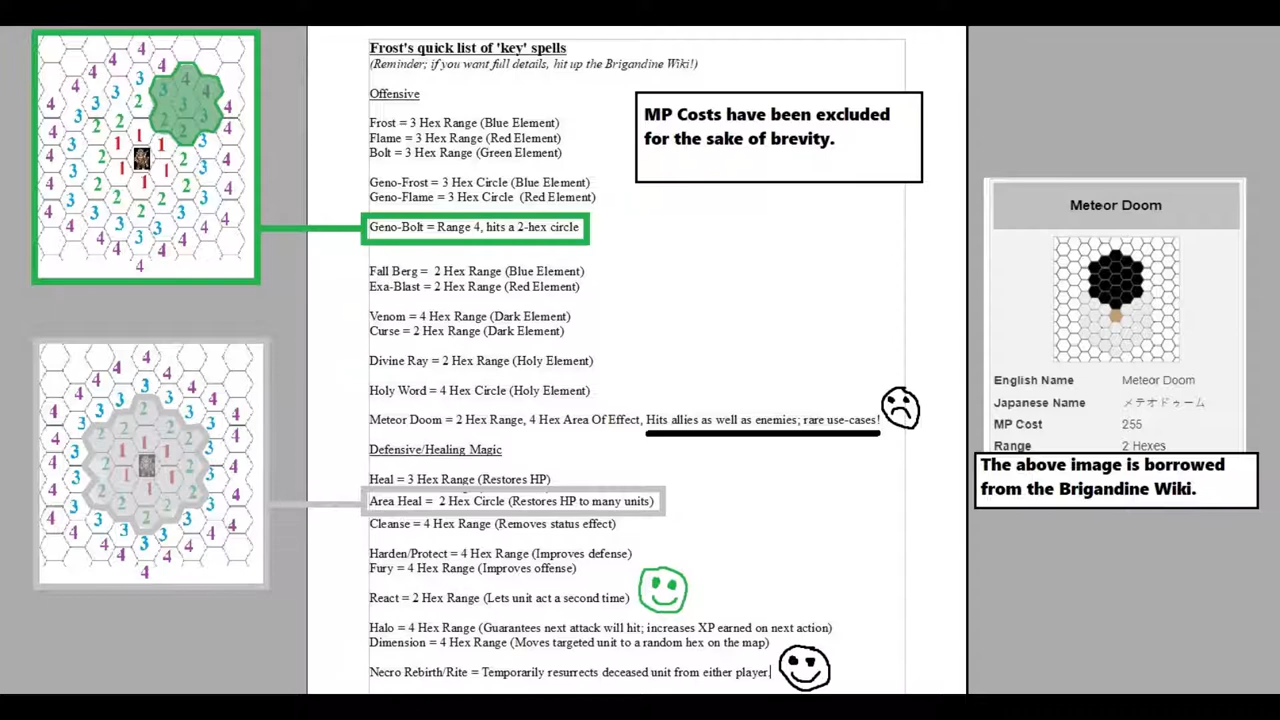 Frost's quick list of 'key' spells
(Reminder; if you want full details, hit up the Brigandine Wiki!)
Offensive
MP Costs have been excluded
for the sake of brevity.
Frost = 3 Hex Range (Blue Element)
Flame = 3 Hex Range (Red Element)
Bolt = 3 Hex Range (Green Element)
Geno-Frost = 3 Hex Circle (Blue Element)
Geno-Flame = 3 Hex Circle (Red Element)
Geno-Bolt = Range 4, hits a 2-hex circle
Fall Berg = 2 Hex Range (Blue Element)
Exa-Blast = 2 Hex Range (Red Element)
Venom = 4 Hex Range (Dark Element)
Curse = 2 Hex Range (Dark Element)
Divine Ray = 2 Hex Range (Holy Element)
Holy Word = 4 Hex Circle (Holy Element)
Meteor Doom = 2 Hex Range, 4 Hex Area Of Effect, Hits allies as well as enemies; rare use-cases!
Defensive/Healing Magic
Heal = 3 Hex Range (Restores HP)
Area Heal = 2 Hex Circle (Restores HP to many units)
Cleanse = 4 Hex Range (Removes status effect)
Harden/Protect = 4 Hex Range (Improves defense)
Fury = 4 Hex Range (Improves offense)
React = 2 Hex Range (Lets unit act a second time)
Halo = 4 Hex Range (Guarantees next attack will hit; increases XP earned on next action)
Dimension = 4 Hex Range (Moves targeted unit to a random hex on the map)
Necro Rebirth/Rite = Temporarily resurrects deceased unit from either player.
Meteor Doom
English Name Meteor Doom
Japanese Name メテオドゥーム
MP Cost 255
Range 2 Hexes
The above image is borrowed
from the Brigandine Wiki.